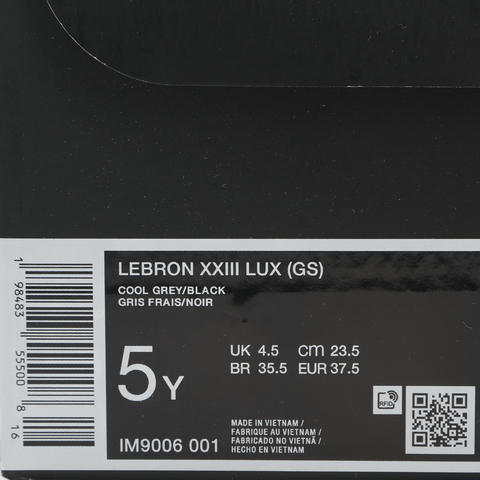 LEBRON XXIII LUX (GS)
COOL GREY/BLACK
GRIS FRAIS/NOIR
5Y
UK 4.5 cm 23.5
BR 35.5 EUR 37.5
IM9006 001
MADE IN VIETNAM /
FABRIQUE AU VIETNAM /
FABRICADO NO VIETNÃ /
HECHO EN VIETNAM
RFID
1 98483 55500 8 16